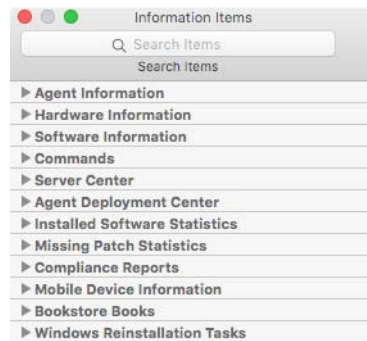 Information Items
Search Items
Search Items
Agent Information
Hardware Information
Software Information
Commands
Server Center
Agent Deployment Center
Installed Software Statistics
Missing Patch Statistics
Compliance Reports
Mobile Device Information
Bookstore Books
Windows Reinstallation Tasks